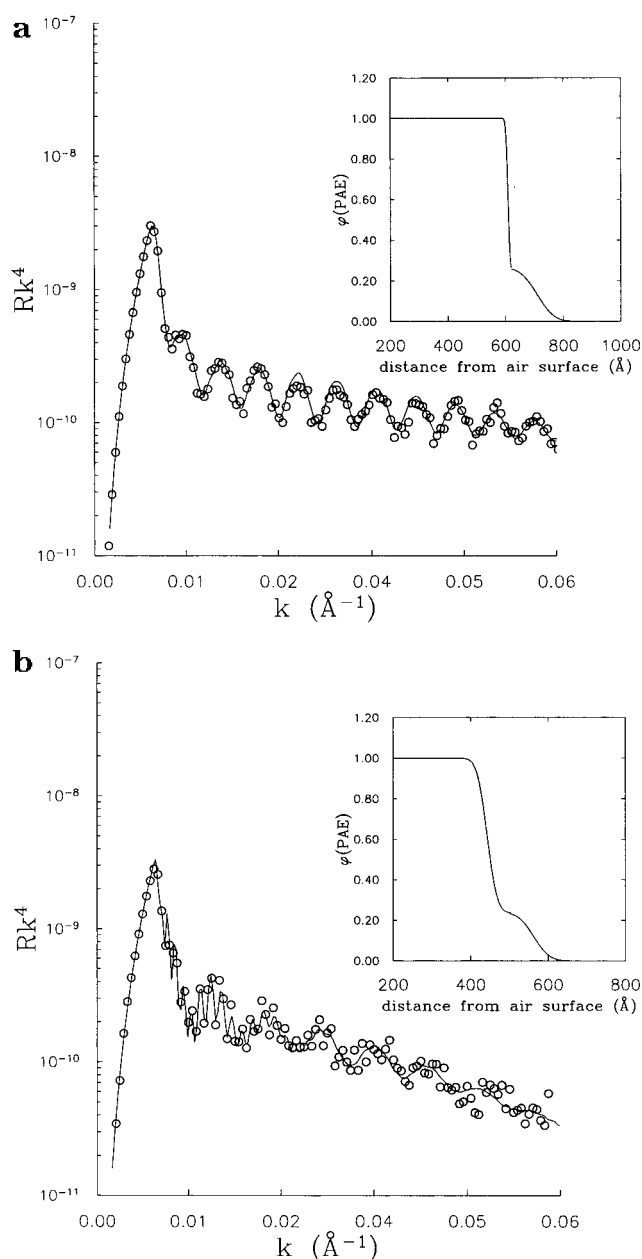 a
10⁻⁷
10⁻⁸
10⁻⁹
10⁻¹⁰
10⁻¹¹
Rk⁴
0.00 0.01 0.02 0.04 0.05 0.06
k (Å⁻¹)
1.20
1.00
0.80
0.60
0.40
0.20
0.00
φ(PAE)
200 400 600 800 1000
distance from air surface (Å)
b
10⁻⁷
10⁻⁸
10⁻⁹
10⁻¹⁰
10⁻¹¹
Rk⁴
0.00 0.01 0.02 0.04 0.05 0.06
k (Å⁻¹)
1.20
1.00
0.80
0.60
0.40
0.20
0.00
φ(PAE)
200 400 600 800
distance from air surface (Å)